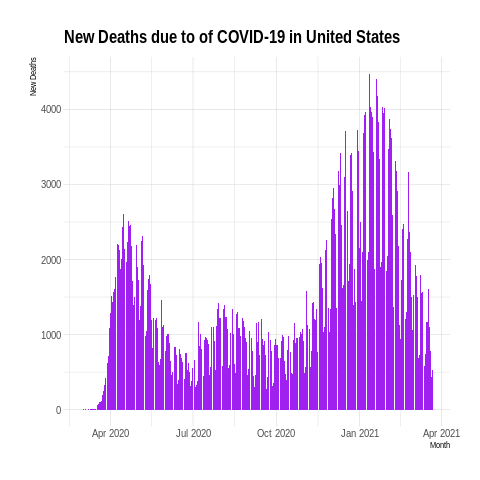 New Deaths due to of COVID-19 in United States
New Deaths
4000
3000
2000
1000
0
Apr 2020 Jul 2020 Oct 2020 Jan 2021 Apr 2021
Month